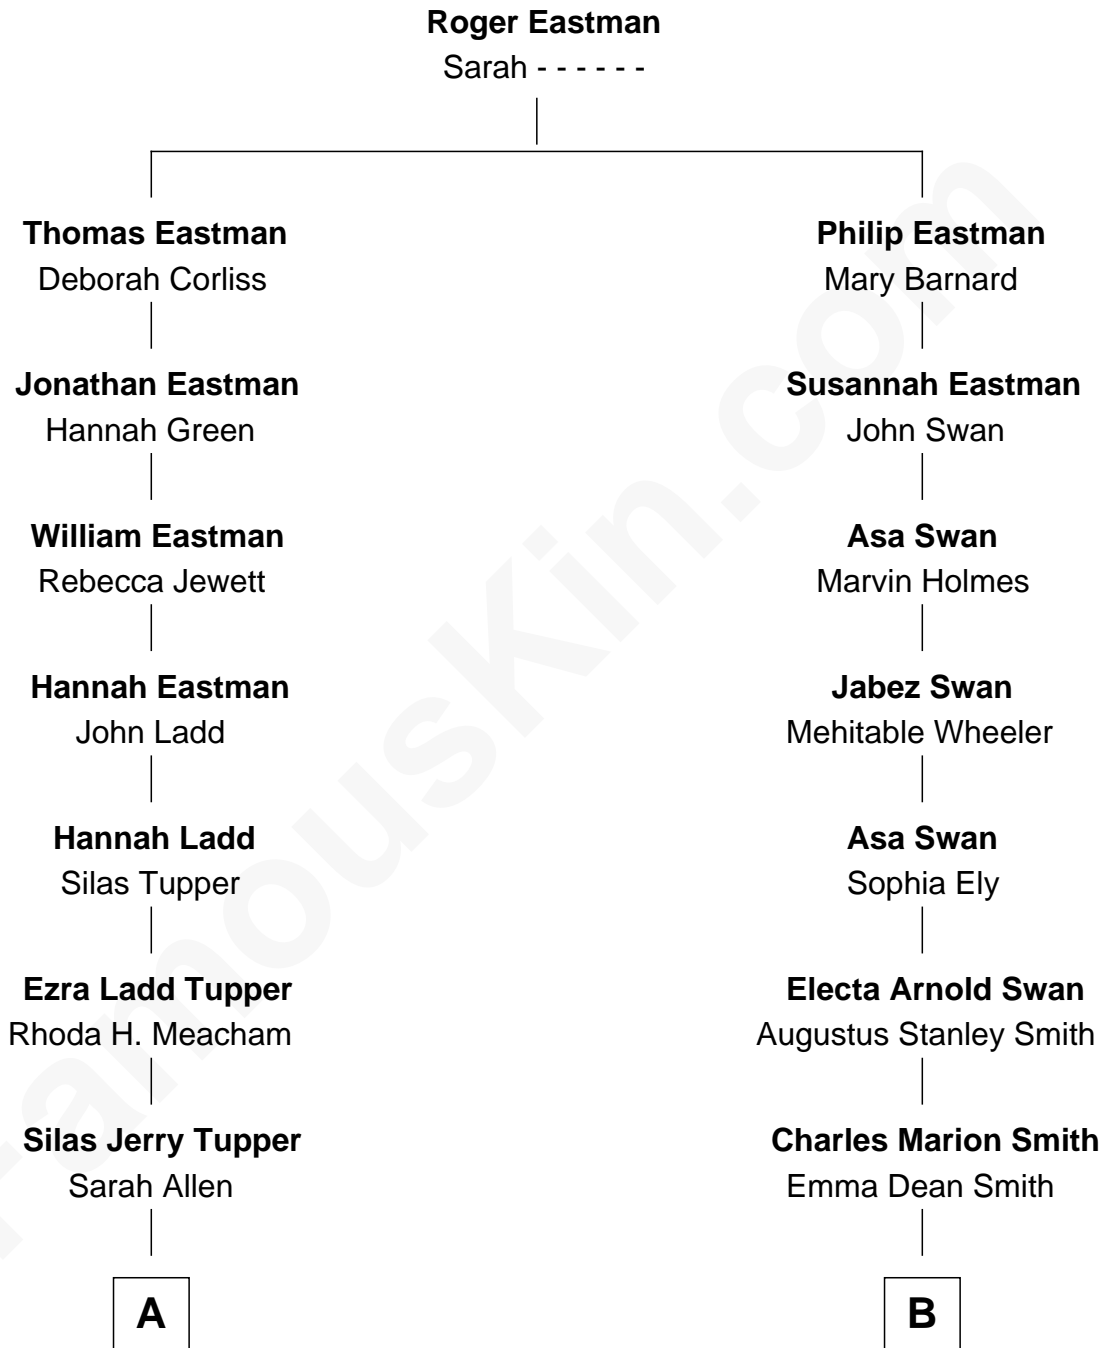 Roger Eastman
Sarah - - - - - -
Thomas Eastman
Deborah Corliss
Jonathan Eastman
Hannah Green
William Eastman
Rebecca Jewett
Hannah Eastman
John Ladd
Hannah Ladd
Silas Tupper
Ezra Ladd Tupper
Rhoda H. Meacham
Silas Jerry Tupper
Sarah Allen
A
Philip Eastman
Mary Barnard
Susannah Eastman
John Swan
Asa Swan
Marvin Holmes
Jabez Swan
Mehitable Wheeler
Asa Swan
Sophia Ely
Electa Arnold Swan
Augustus Stanley Smith
Charles Marion Smith
Emma Dean Smith
B
FamousKin.com